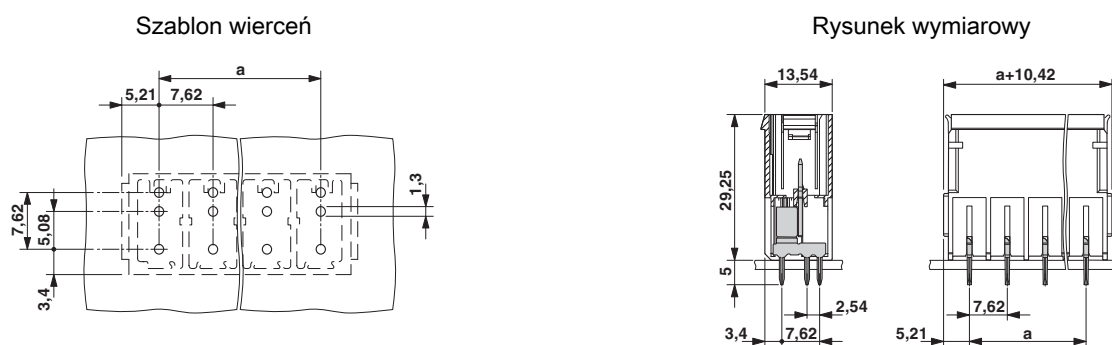 Szablon wierceń
Rysunek wymiarowy
a
5,21
7,62
1,3
7,62
5,08
3,4
13,54
a+10,42
29,25
5
2,54
7,62
3,4
7,62
5,21
a